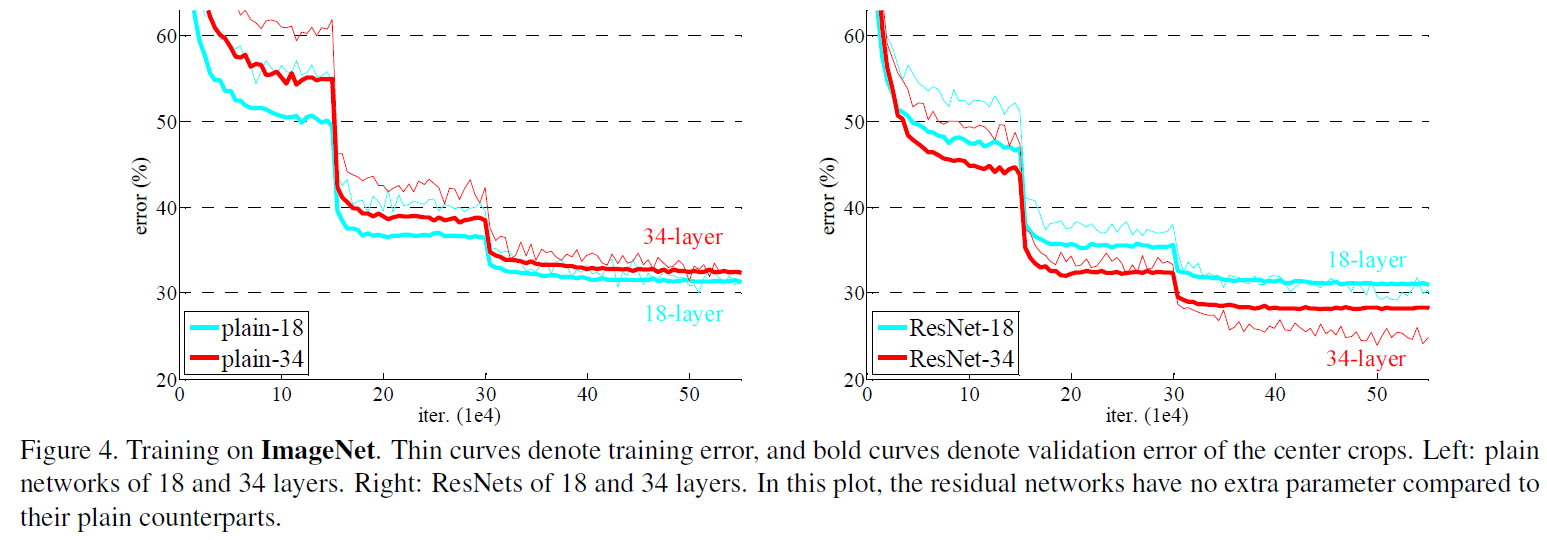 60
50
40
30
20
error (%)
34-layer
18-layer
plain-18
plain-34
0 10 20 30 40 50
iter. (1e4)
60
50
40
30
20
error (%)
18-layer
34-layer
ResNet-18
ResNet-34
0 10 20 30 40 50
iter. (1e4)
Figure 4. Training on ImageNet. Thin curves denote training error, and bold curves denote validation error of the center crops. Left: plain
networks of 18 and 34 layers. Right: ResNets of 18 and 34 layers. In this plot, the residual networks have no extra parameter compared to
their plain counterparts.